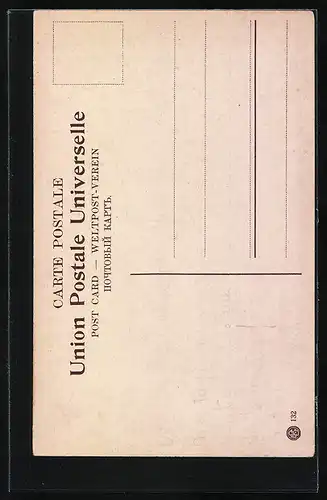 CARTE POSTALE
Union Postale Universelle
POST CARD — WELTPOST-VEREIN
ПОЧТОВЫЙ КАРТЪ.
132